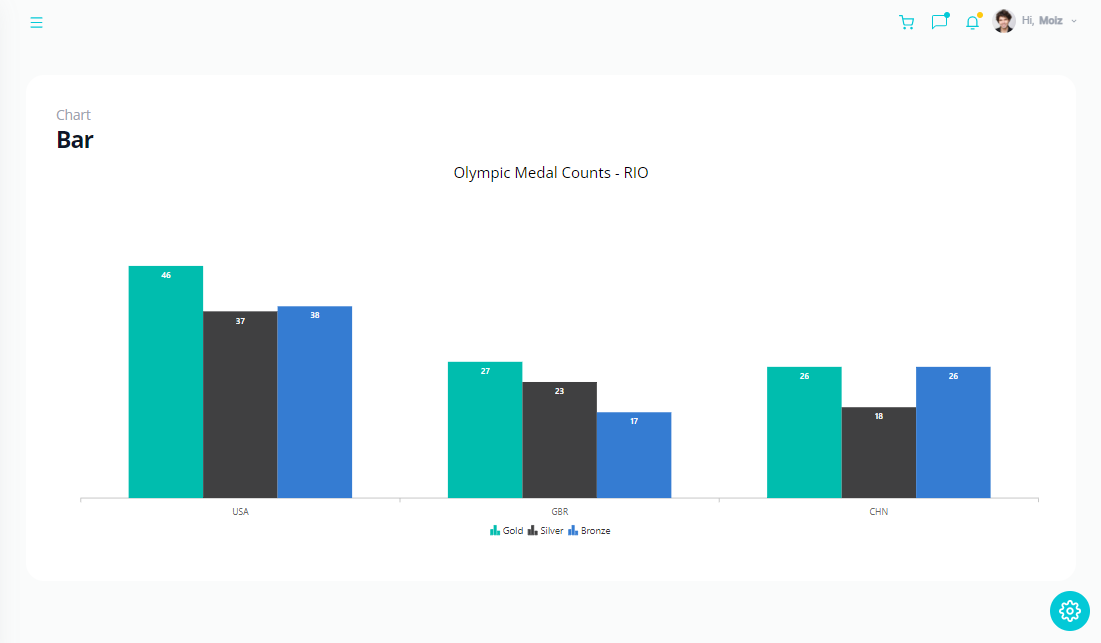 Hi, Moiz
Chart
Bar
Olympic Medal Counts - RIO
46
37
38
27
23
17
26
18
26
USA
GBR
CHN
Gold Silver Bronze